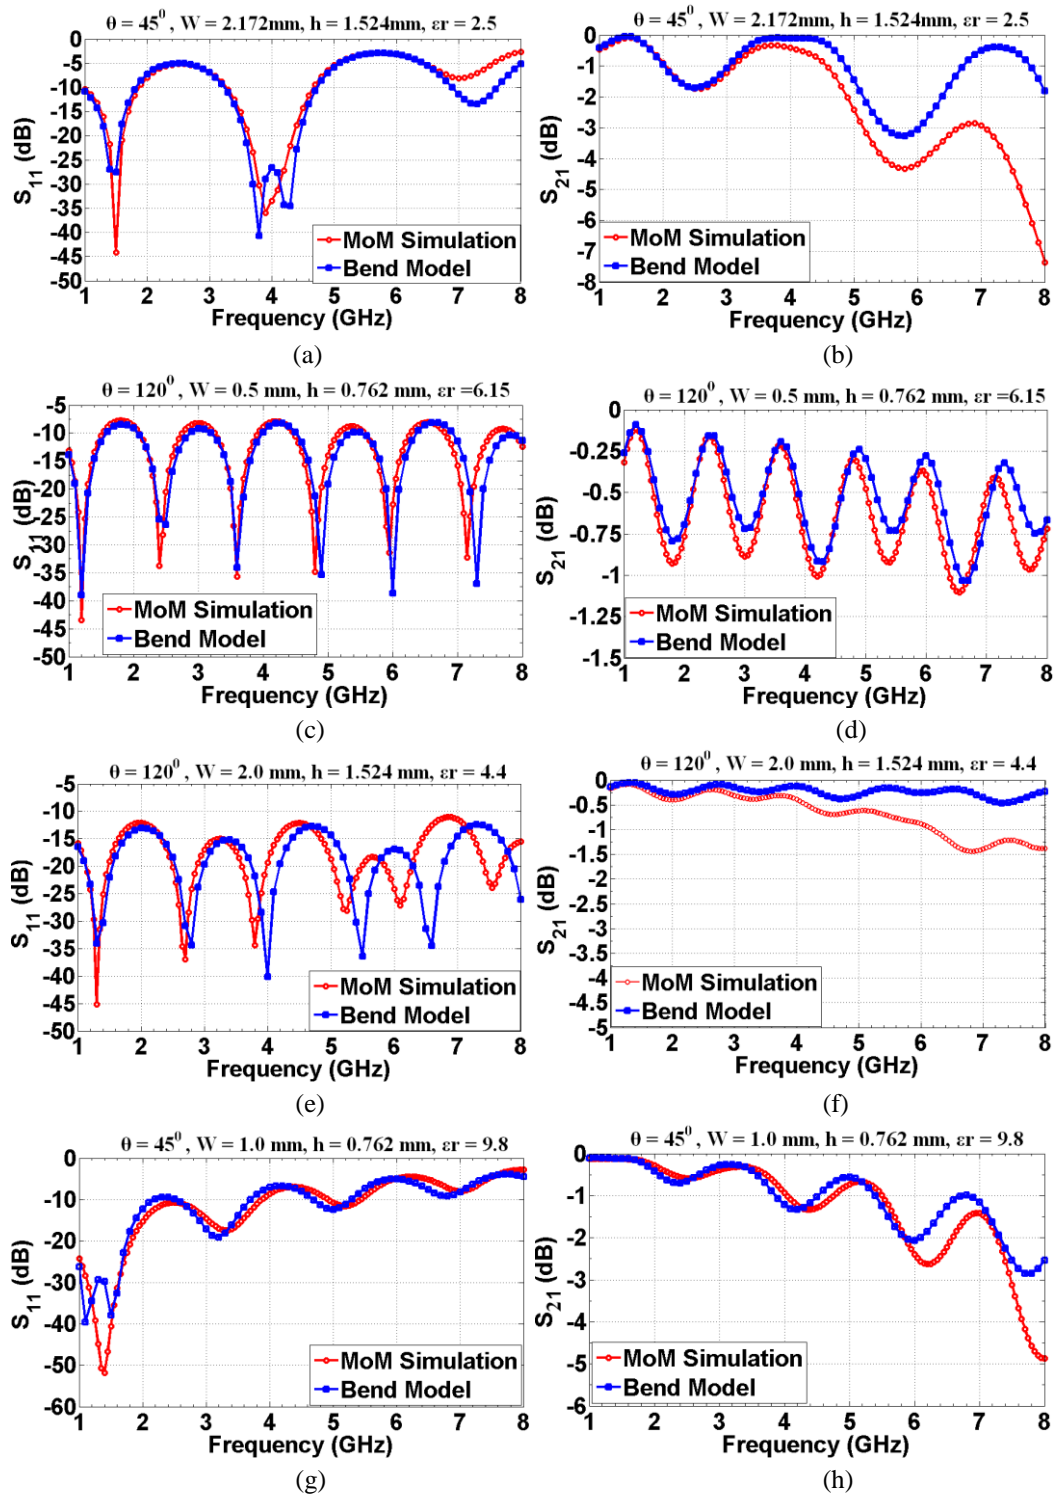 θ = 45⁰, W = 2.172mm, h = 1.524mm, εr = 2.5
0
-5
-10
-15
-20
-25
-30
-35
-40
-45
-50
S₁₁ (dB)
MoM Simulation
Bend Model
1 2 3 4 5 6 7 8
Frequency (GHz)
(a)
θ = 45⁰, W = 2.172mm, h = 1.524mm, εr = 2.5
0
-1
-2
-3
-4
-5
-6
-7
-8
S₂₁ (dB)
MoM Simulation
Bend Model
1 2 3 4 5 6 7 8
Frequency (GHz)
(b)
θ = 120⁰ , W = 0.5 mm, h = 0.762 mm, εr =6.15
-5
-10
-15
-20
-25
-30
-35
-40
-45
-50
S₁₁ (dB)
MoM Simulation
Bend Model
1 2 3 4 5 6 7 8
Frequency (GHz)
(c)
θ = 120⁰ , W = 0.5 mm, h = 0.762 mm, εr =6.15
0
-0.25
-0.5
-0.75
-1
-1.25
-1.5
S₂₁ (dB)
MoM Simulation
Bend Model
1 2 3 4 5 6 7 8
Frequency (GHz)
(d)
θ = 120⁰ , W = 2.0 mm, h = 1.524 mm, εr = 4.4
-5
-10
-15
-20
-25
-30
-35
-40
-45
-50
S₁₁ (dB)
MoM Simulation
Bend Model
1 2 3 4 5 6 7 8
Frequency (GHz)
(e)
θ = 120⁰ , W = 2.0 mm, h = 1.524 mm, εr = 4.4
0
-0.5
-1
-1.5
-2
-2.5
-3
-3.5
-4
-4.5
-5
S₂₁ (dB)
MoM Simulation
Bend Model
1 2 3 4 5 6 7 8
Frequency (GHz)
(f)
θ = 45⁰ , W = 1.0 mm, h = 0.762 mm, εr = 9.8
0
-10
-20
-30
-40
-50
-60
S₁₁ (dB)
MoM Simulation
Bend Model
1 2 3 4 5 6 7 8
Frequency (GHz)
(g)
θ = 45⁰ , W = 1.0 mm, h = 0.762 mm, εr = 9.8
0
-1
-2
-3
-4
-5
-6
S₂₁ (dB)
MoM Simulation
Bend Model
1 2 3 4 5 6 7 8
Frequency (GHz)
(h)